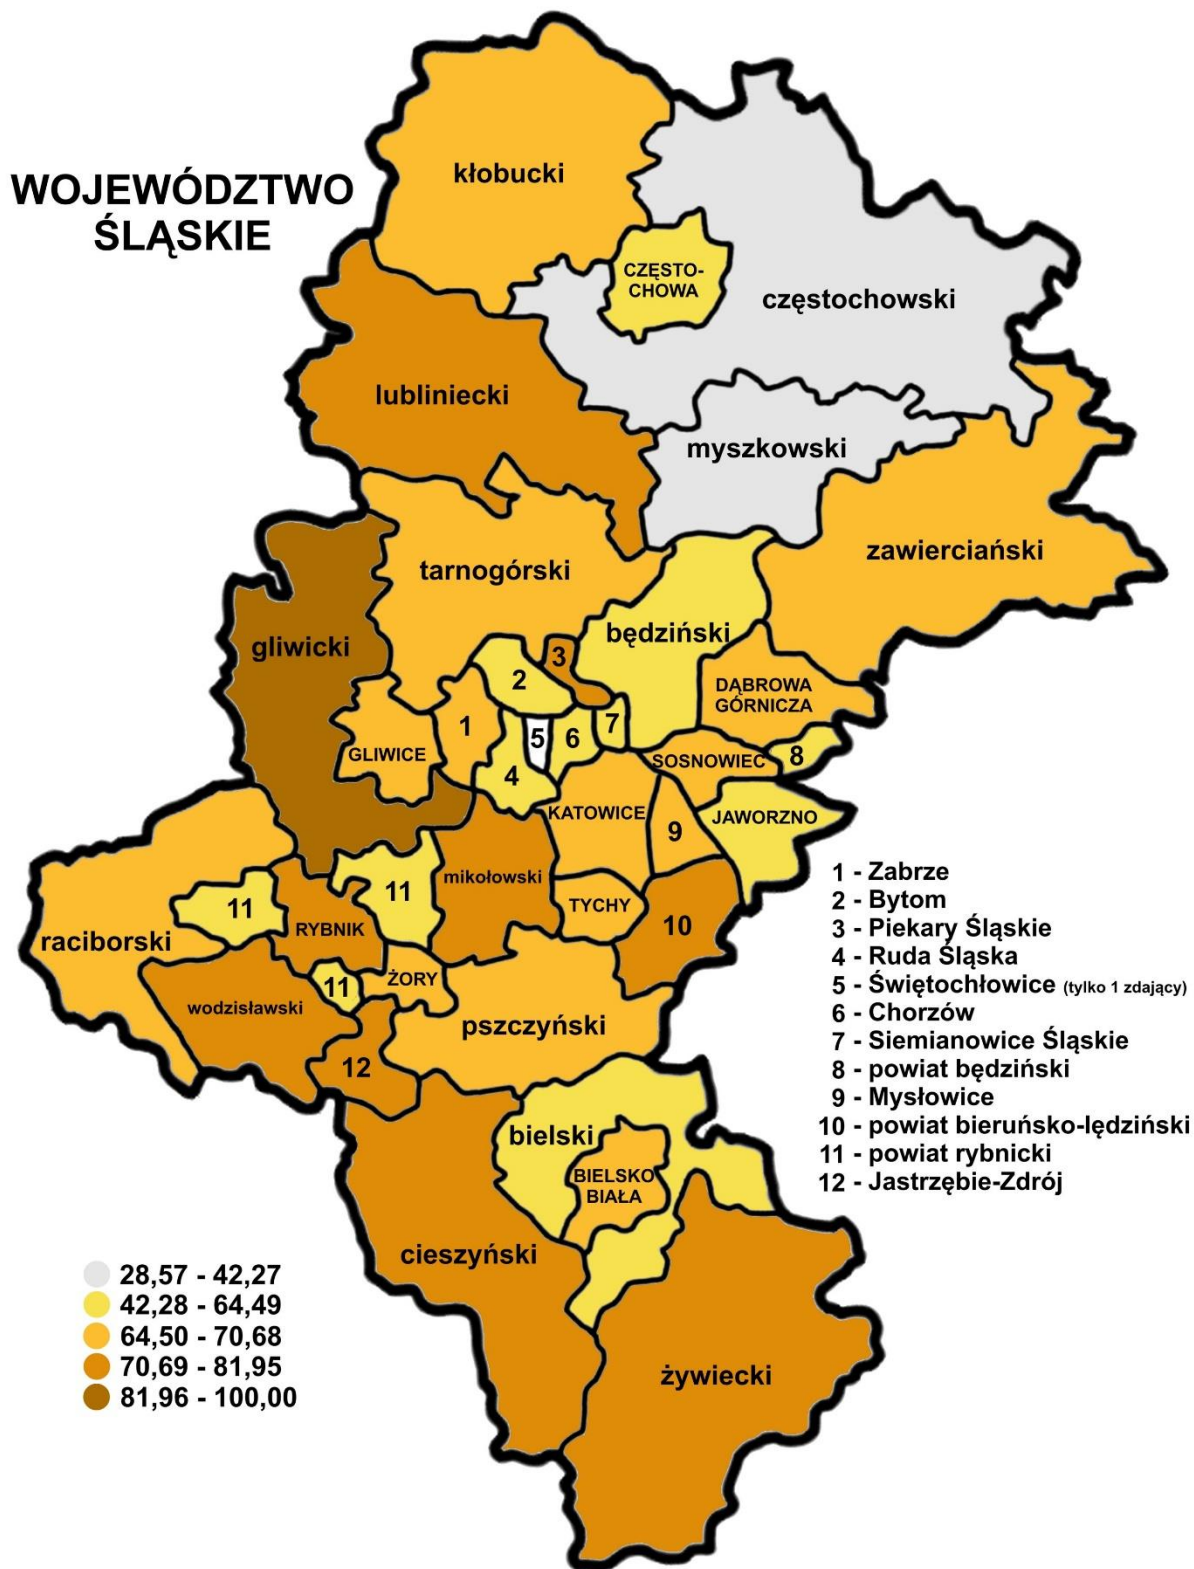 WOJEWÓDZTWO
ŚLĄSKIE
kłobucki
CZĘSTO-
CHOWA
częstochowski
lubliniecki
myszkowski
zawierciański
tarnogórski
będziński
gliwicki
3
2
DĄBROWA
GÓRNICZA
1
7
5
6
GLIWICE
SOSNOWIEC
8
4
KATOWICE
JAWORZNO
9
mikołowski
11
TYCHY
11
RYBNIK
10
raciborski
ŻORY
11
wodzisławski
pszczyński
12
bielski
BIELSKO
BIAŁA
cieszyński
żywiecki
1 - Zabrze
2 - Bytom
3 - Piekary Śląskie
4 - Ruda Śląska
5 - Świętochłowice (tylko 1 zdający)
6 - Chorzów
7 - Siemianowice Śląskie
8 - powiat będziński
9 - Mysłowice
10 - powiat bieruńsko-lędziński
11 - powiat rybnicki
12 - Jastrzębie-Zdrój
28,57 - 42,27
42,28 - 64,49
64,50 - 70,68
70,69 - 81,95
81,96 - 100,00